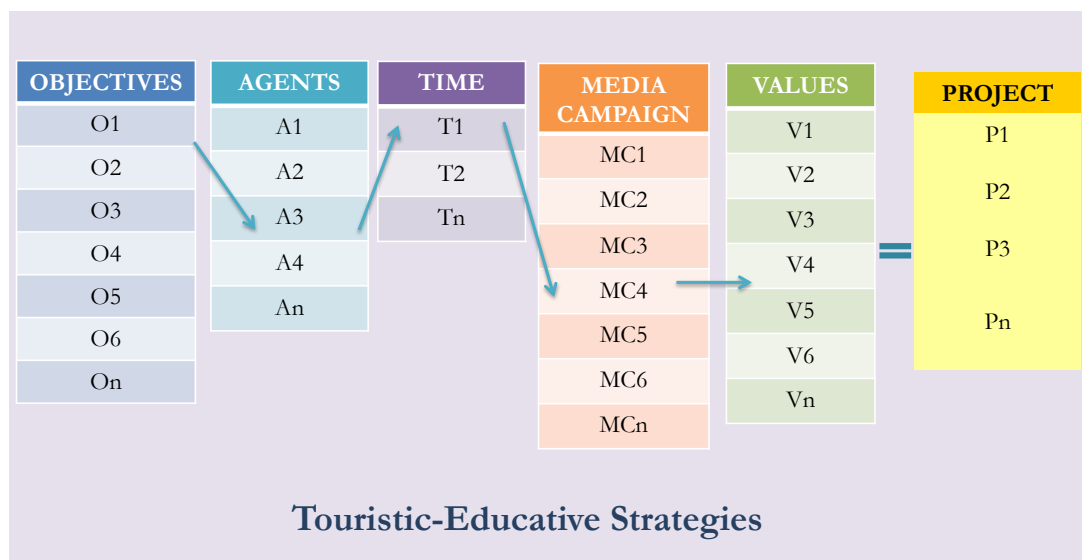 OBJECTIVES
O1
O2
O3
O4
O5
O6
On
AGENTS
A1
A2
A3
A4
An
TIME
T1
T2
Tn
MEDIA
CAMPAIGN
MC1
MC2
MC3
MC4
MC5
MC6
MCn
VALUES
V1
V2
V3
V4
V5
V6
Vn
=
PROJECT
P1
P2
P3
Pn
Touristic-Educative Strategies